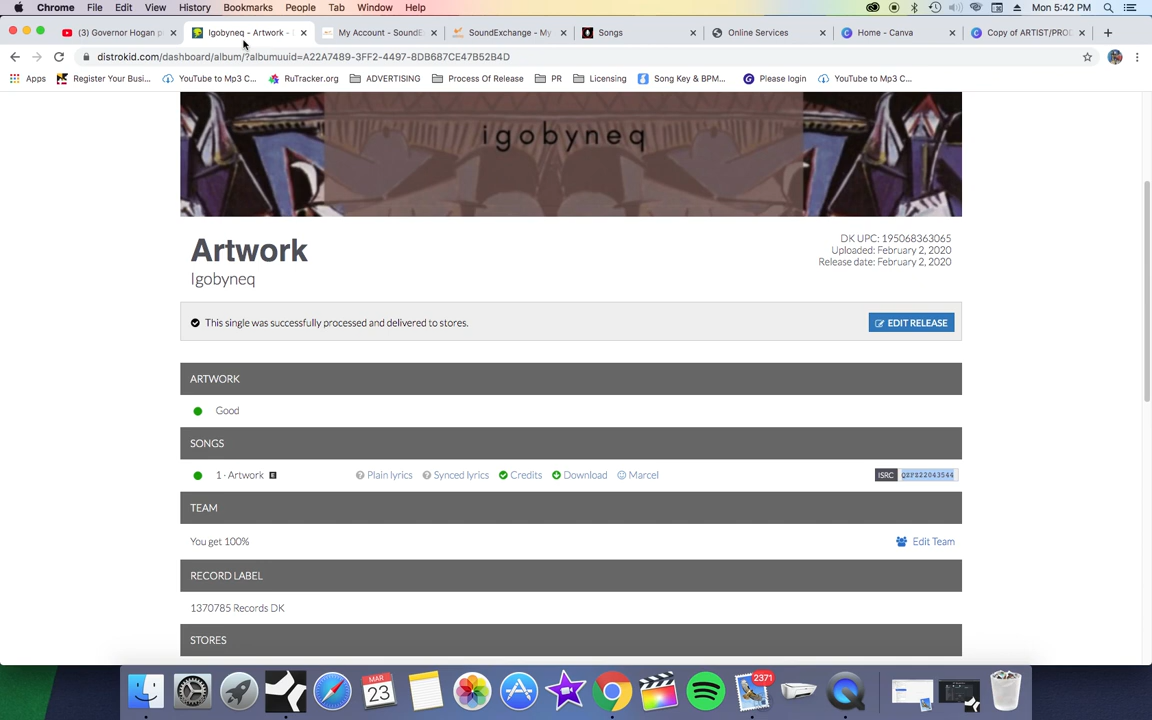 Chrome File Edit View History Bookmarks People Tab Window Help Mon 5:42 PM
(3) Governor Hogan p Igobyneq - Artwork - My Account - SoundE SoundExchange - My Songs Online Services Home - Canva Copy of ARTIST/PRO
distrokid.com/dashboard/album/?albumuuid=A22A7489-3FF2-4497-8DB687CE47B52B4D
Apps Register Your Busi... YouTube to Mp3 C... RuTracker.org ADVERTISING Process Of Release PR Licensing Song Key & BPM... Please login YouTube to Mp3 C...
igobyneq
Artwork
Igobyneq
DK UPC: 195068363065
Uploaded: February 2, 2020
Release date: February 2, 2020
This single was successfully processed and delivered to stores.
EDIT RELEASE
ARTWORK
Good
SONGS
1 · Artwork E Plain lyrics Synced lyrics Credits Download Marcel ISRC QZFZ22043544
TEAM
You get 100% Edit Team
RECORD LABEL
1370785 Records DK
STORES
MAR
23
2371